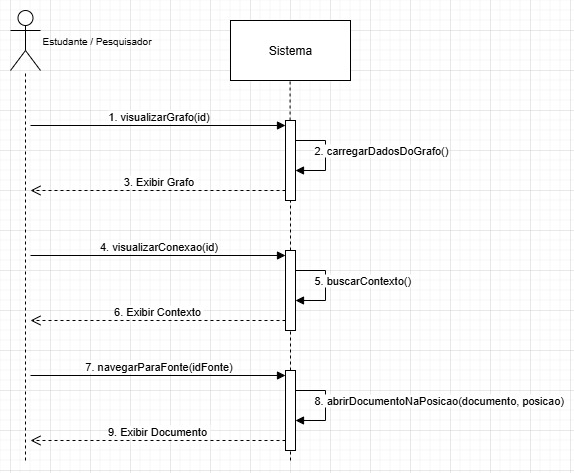 Estudante / Pesquisador
Sistema
1. visualizarGrafo(id)
2. carregarDadosDoGrafo()
3. Exibir Grafo
4. visualizarConexao(id)
5. buscarContexto()
6. Exibir Contexto
7. navegarParaFonte(idFonte)
8. abrirDocumentoNaPosicao(documento, posicao)
9. Exibir Documento